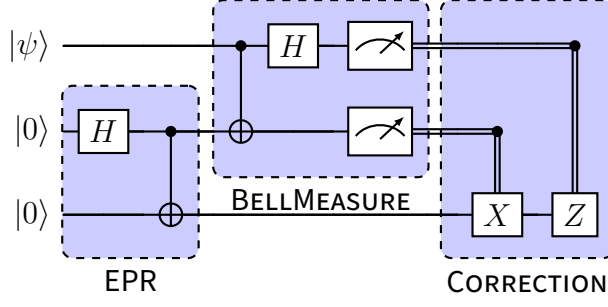 |ψ⟩ H
|0⟩ H
|0⟩ X Z
BELLMEASURE
EPR CORRECTION